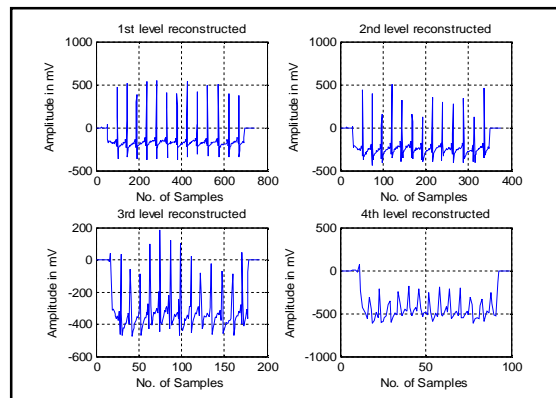 1st level reconstructed
1000
500
0
-500
Amplitude in mV
0 200 400 600 800
No. of Samples
2nd level reconstructed
1000
500
0
-500
Amplitude in mV
0 100 200 300 400
No. of Samples
3rd level reconstructed
200
0
-200
-400
-600
Amplitude in mV
0 50 100 150 200
No. of Samples
4th level reconstructed
500
0
-500
-1000
Amplitude in mV
0 50 100
No. of Samples